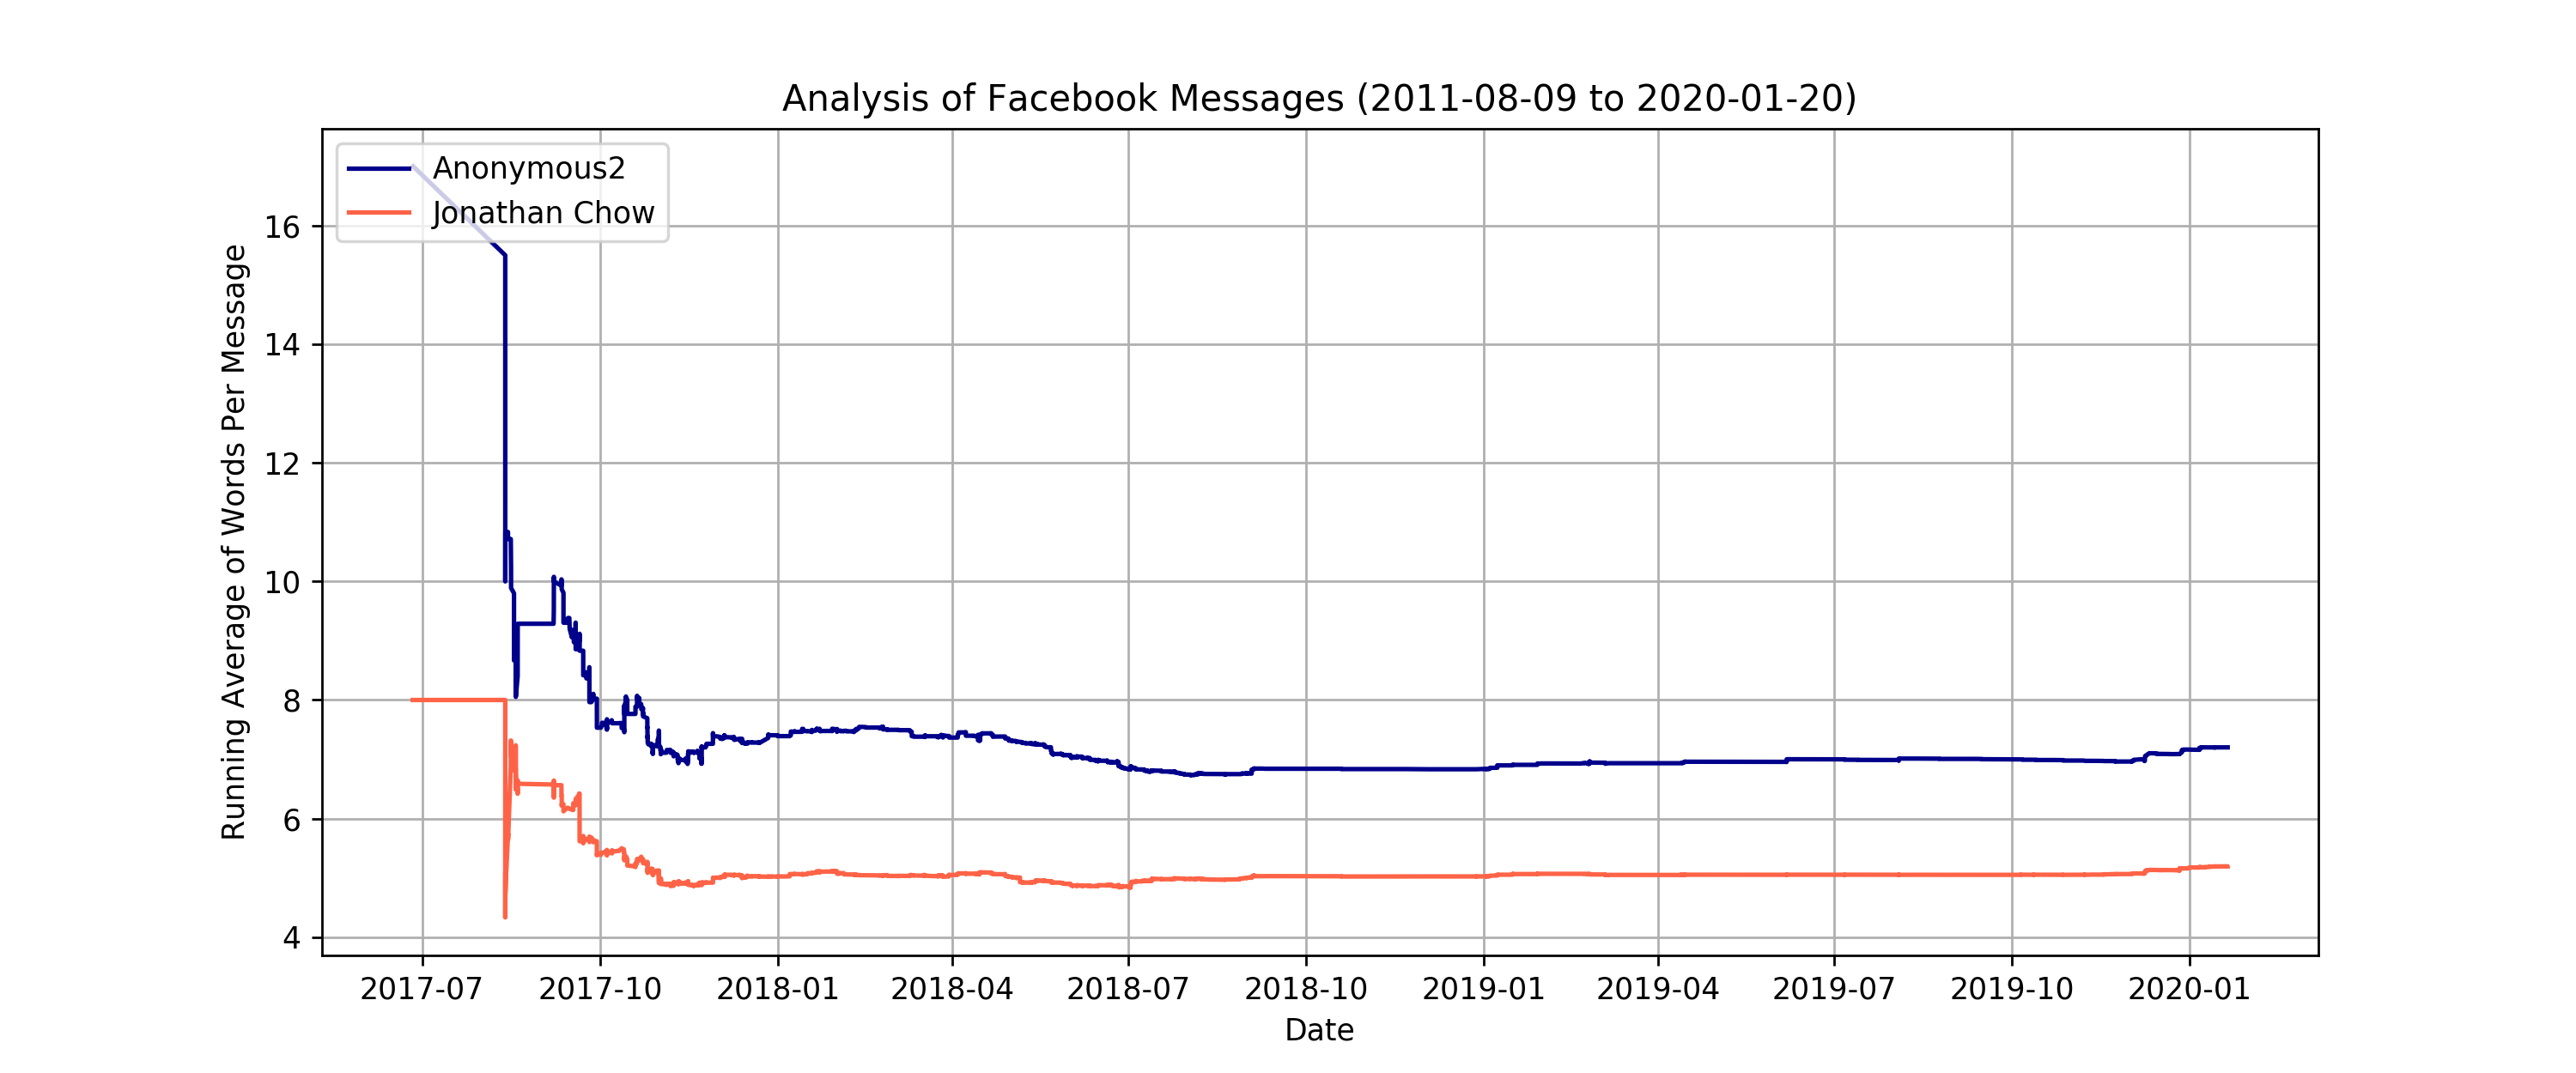 Analysis of Facebook Messages (2011-08-09 to 2020-01-20)
Anonymous2
Jonathan Chow
Running Average of Words Per Message
16
14
12
10
8
6
4
2017-07 2017-10 2018-01 2018-04 2018-07 2018-10 2019-01 2019-04 2019-07 2019-10 2020-01
Date